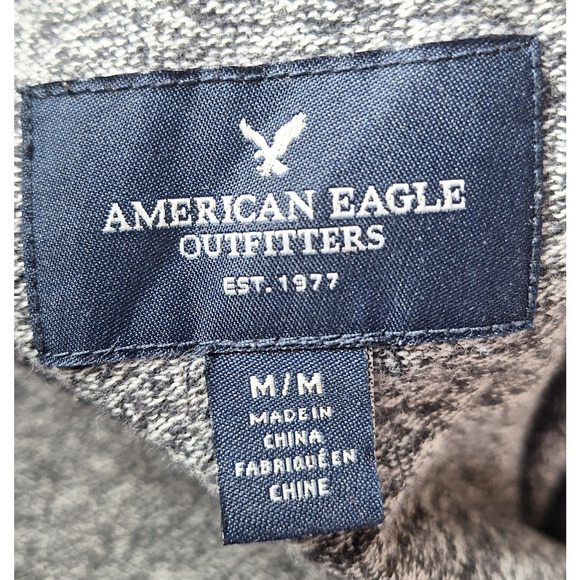 AMERICAN EAGLE
OUTFITTERS
EST. 1977
M/M
MADE IN
CHINA
FABRIQUÉ EN
CHINE